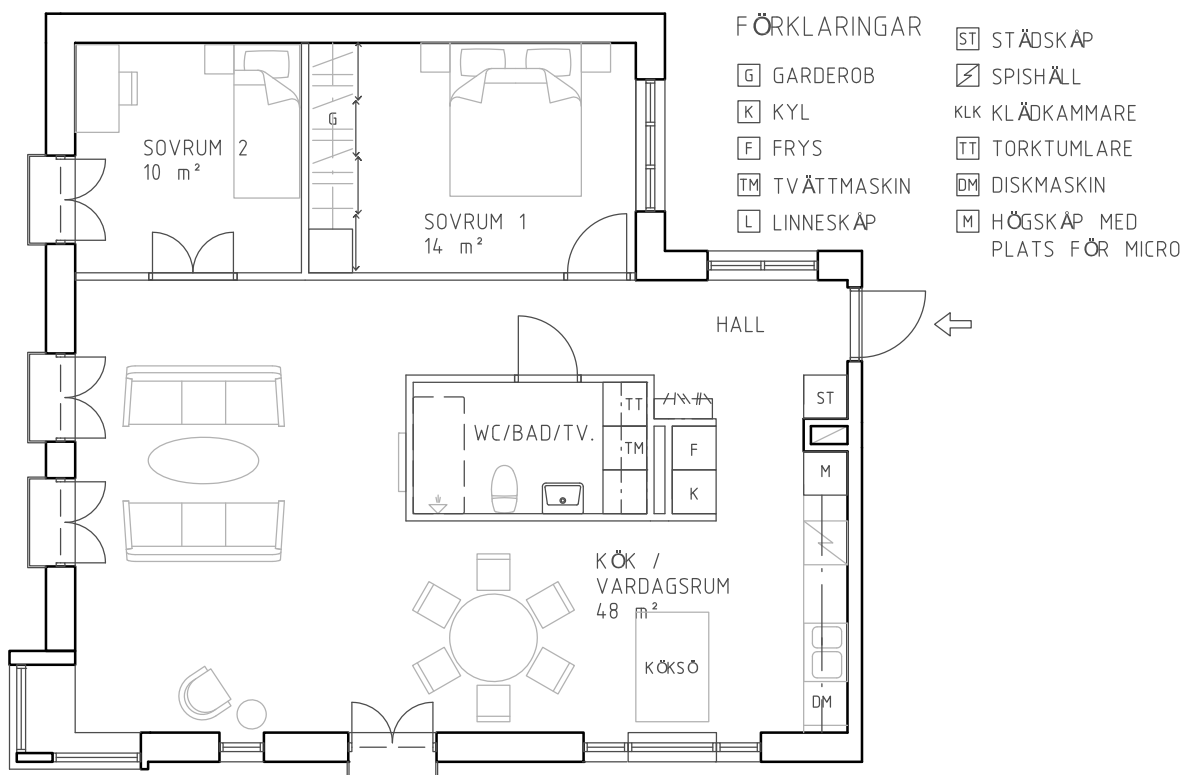 FÖRKLARINGAR
G GARDEROB
K KYL
F FRYS
TM TVÄTTMASKIN
L LINNESKÅP
ST STÄDSKÅP
SPISHÄLL
KLK KLÄDKAMMARE
TT TORKTUMLARE
DM DISKMASKIN
M HÖGSKÅP MED
PLATS FÖR MICRO
SOVRUM 2
10 m²
G
SOVRUM 1
14 m²
HALL
ST
TT
WC/BAD/TV.
TM
F
K
M
KÖK /
VARDAGSRUM
48 m²
KÖKSÖ
DM